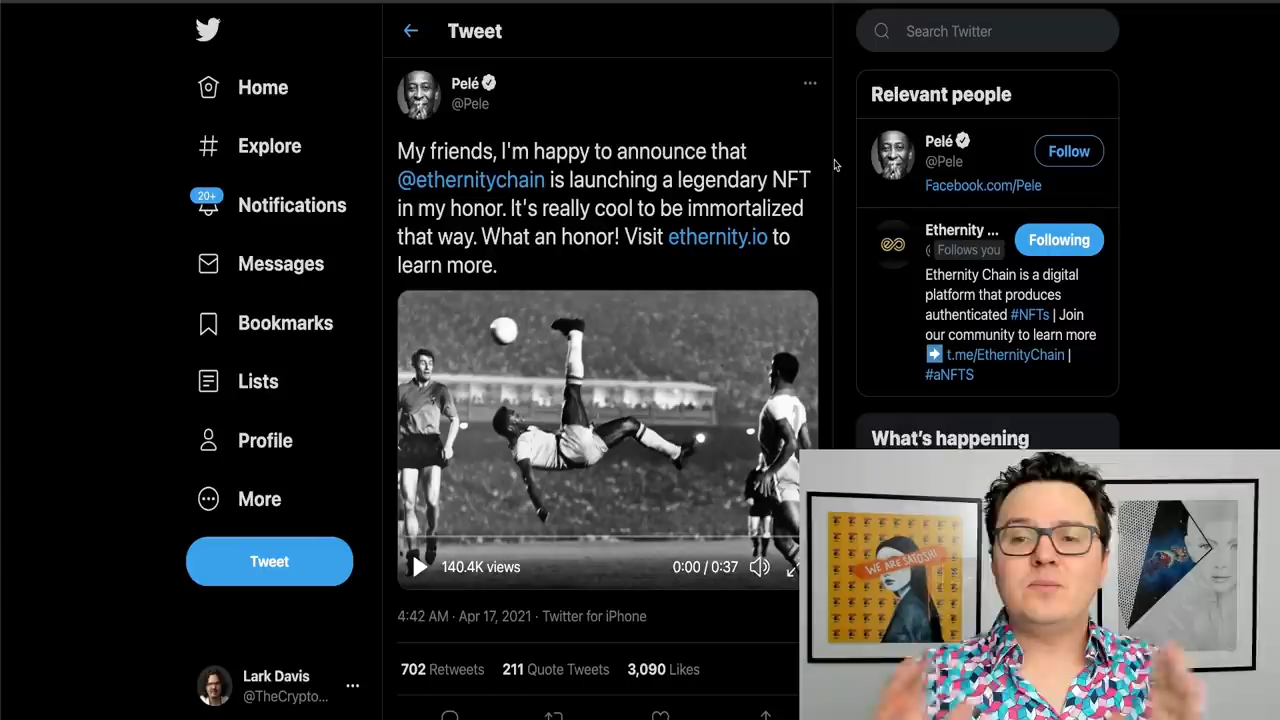 Home
Explore
20+
Notifications
Messages
Bookmarks
Lists
Profile
More
Tweet
Lark Davis
@TheCrypto...
Tweet
Pelé
@Pele
My friends, I'm happy to announce that
@ethernitychain is launching a legendary NFT
in my honor. It's really cool to be immortalized
that way. What an honor! Visit ethernity.io to
learn more.
140.4K views
0:00 / 0:37
4:42 AM · Apr 17, 2021 · Twitter for iPhone
702 Retweets 211 Quote Tweets 3,090 Likes
Search Twitter
Relevant people
Pelé
@Pele
Follow
Facebook.com/Pele
Ethernity ...
Follows you
Following
Ethernity Chain is a digital
platform that produces
authenticated #NFTs | Join
our community to learn more
t.me/EthernityChain |
#aNFTS
What's happening
WE ARE SATOSHI